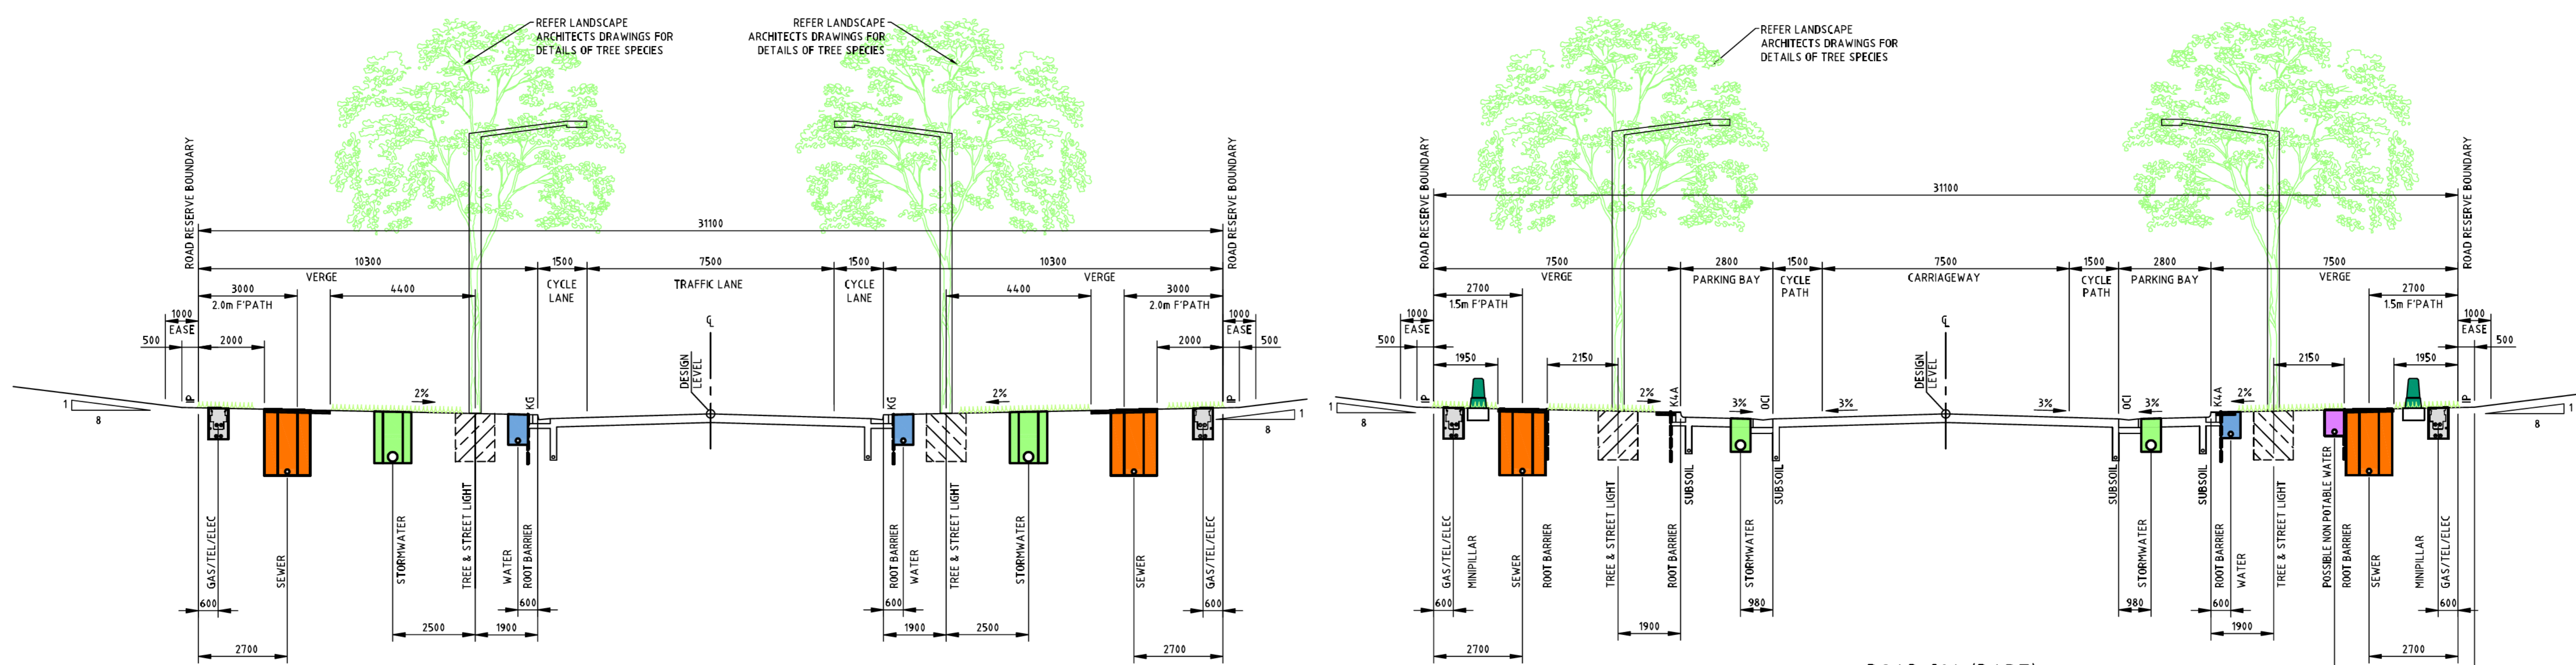 REFER LANDSCAPE
ARCHITECTS DRAWINGS FOR
DETAILS OF TREE SPECIES
REFER LANDSCAPE
ARCHITECTS DRAWINGS FOR
DETAILS OF TREE SPECIES
ROAD RESERVE BOUNDARY
ROAD RESERVE BOUNDARY
31100
10300
1500
7500
1500
10300
VERGE
CYCLE
LANE
TRAFFIC LANE
CYCLE
LANE
VERGE
3000
4400
4400
3000
2.0m F'PATH
2.0m F'PATH
1000
EASE
1000
EASE
500
2000
2000
500
DESIGN
LEVEL
1
8
IP
2%
KG
KG
2%
IP
1
8
GAS/TEL/ELEC
SEWER
STORMWATER
TREE & STREET LIGHT
WATER
ROOT BARRIER
ROOT BARRIER
WATER
TREE & STREET LIGHT
STORMWATER
SEWER
GAS/TEL/ELEC
600
600
600
600
2500
1900
1900
2500
2700
2700
REFER LANDSCAPE
ARCHITECTS DRAWINGS FOR
DETAILS OF TREE SPECIES
ROAD RESERVE BOUNDARY
ROAD RESERVE BOUNDARY
31100
7500
2800
1500
7500
1500
2800
7500
VERGE
PARKING BAY
CYCLE
PATH
CARRIAGEWAY
CYCLE
PATH
PARKING BAY
VERGE
2700
2700
1.5m F'PATH
1.5m F'PATH
1000
EASE
1000
EASE
500
1950
2150
2150
1950
500
DESIGN
LEVEL
1
8
IP
2%
K4A
3%
OCI
3%
3%
OCI
3%
K4A
2%
IP
1
8
GAS/TEL/ELEC
MINIPILLAR
SEWER
ROOT BARRIER
TREE & STREET LIGHT
ROOT BARRIER
SUBSOIL
STORMWATER
SUBSOIL
SUBSOIL
STORMWATER
SUBSOIL
ROOT BARRIER
WATER
TREE & STREET LIGHT
POSSIBLE NON POTABLE WATER
ROOT BARRIER
SEWER
MINIPILLAR
GAS/TEL/ELEC
600
980
980
600
600
1900
1900
2700
2700